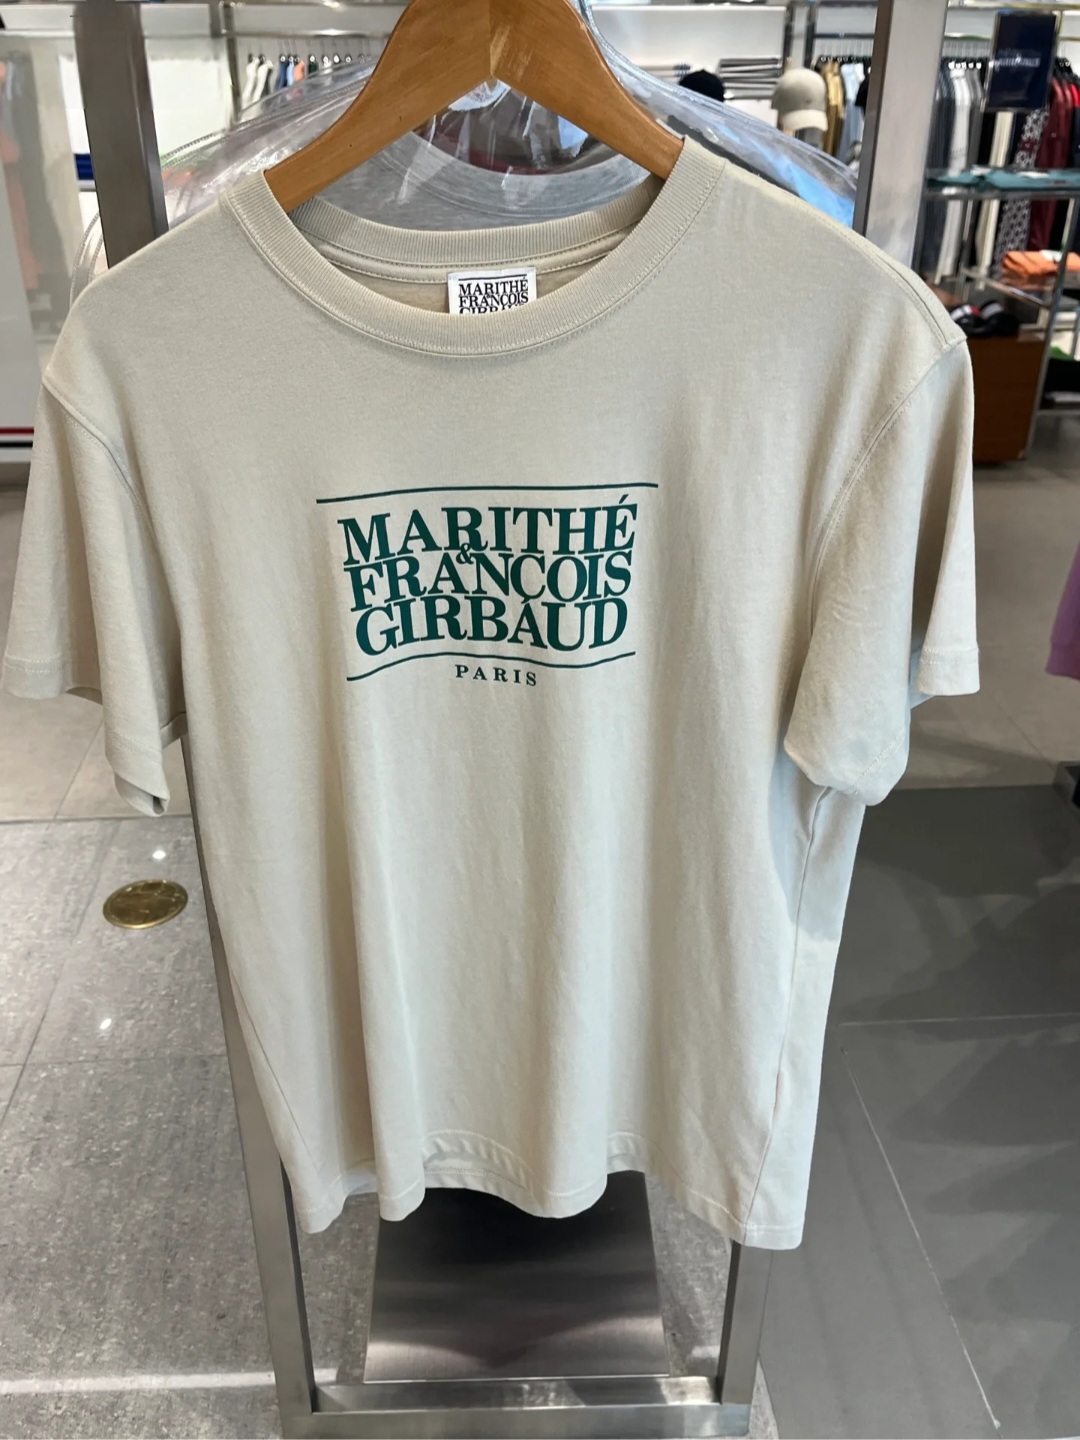 MARITHÉ
FRANÇOIS
MARITHÉ
&
FRANÇOIS
GIRBAUD
PARIS